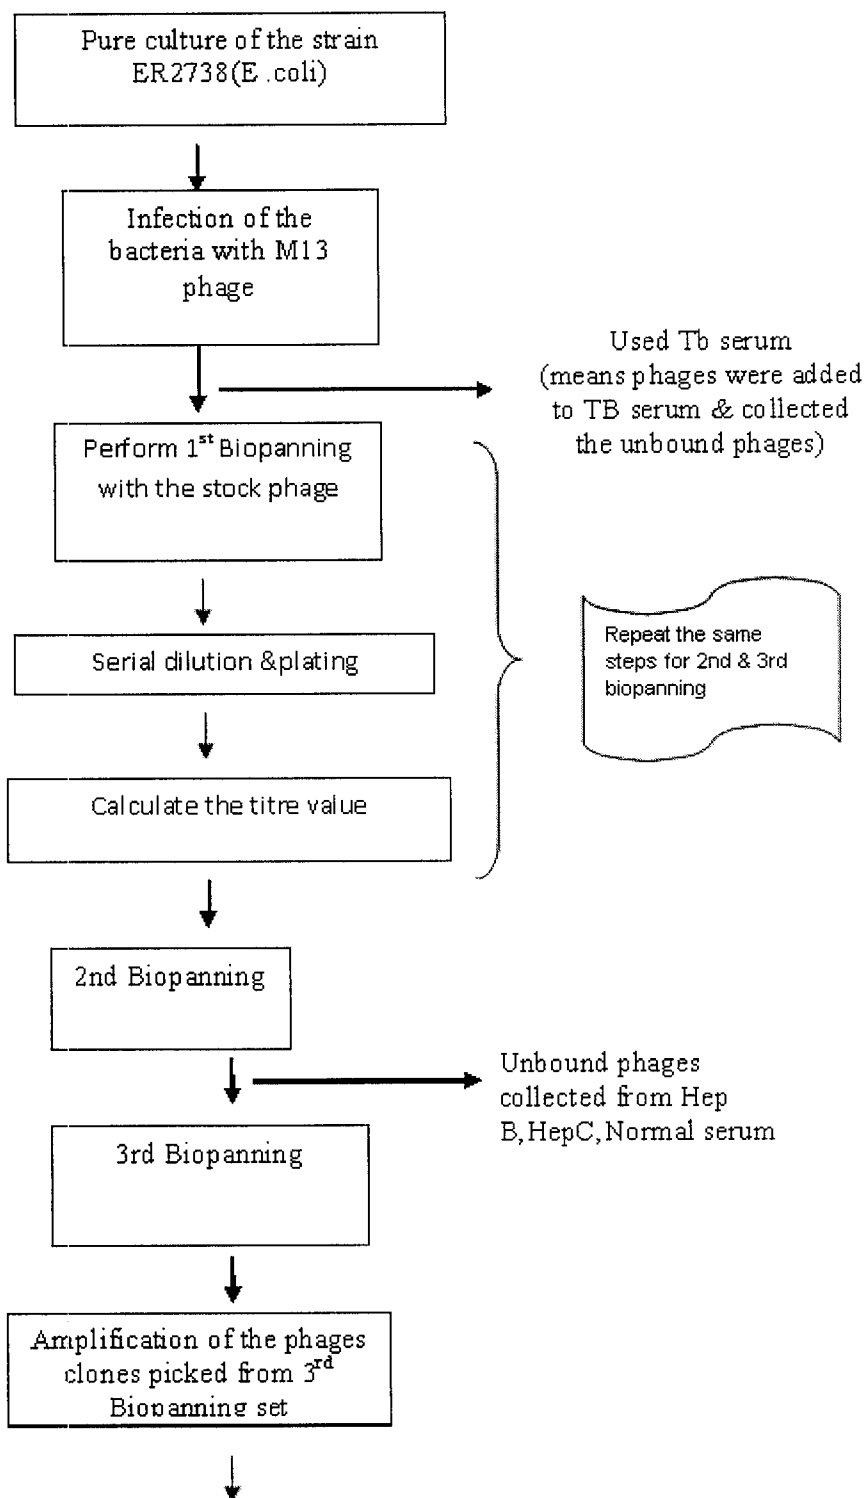 Pure culture of the strain
ER2738(E .coli)
Infection of the
bacteria with M13
phage
Used Tb serum
(means phages were added
to TB serum & collected
the unbound phages)
Perform 1st Biopanning
with the stock phage
Serial dilution &plating
Repeat the same
steps for 2nd & 3rd
biopanning
Calculate the titre value
2nd Biopanning
Unbound phages
collected from Hep
B,HepC,Normal serum
3rd Biopanning
Amplification of the phages
clones picked from 3rd
Biopanning set